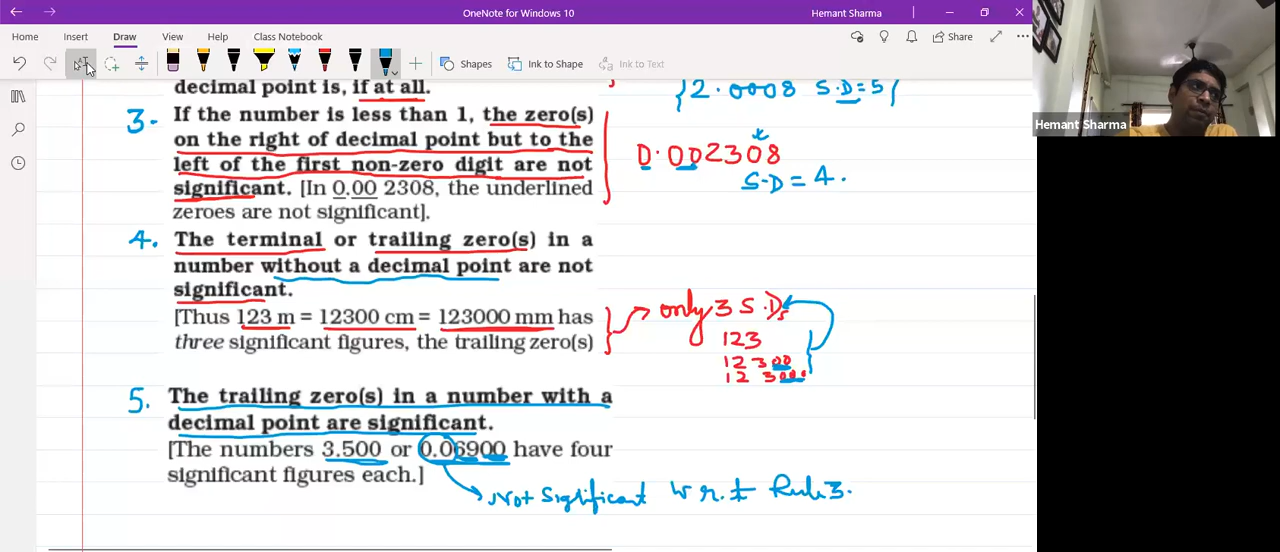 OneNote for Windows 10
Hemant Sharma
Home Insert Draw View Help Class Notebook
Share
Shapes Ink to Shape Ink to Text
decimal point is, if at all.
{2.0008 S.D=5}
3. If the number is less than 1, the zero(s)
on the right of decimal point but to the
left of the first non-zero digit are not
significant. [In 0.00 2308, the underlined
zeroes are not significant].
0.002308
S.D = 4.
Hemant Sharma
4. The terminal or trailing zero(s) in a
number without a decimal point are not
significant.
[Thus 123 m = 12300 cm = 123000 mm has
three significant figures, the trailing zero(s)
only 3 S.Ds
123
12300
123000
5. The trailing zero(s) in a number with a
decimal point are significant.
[The numbers 3.500 or 0.06900 have four
significant figures each.]
Not Significant w r.t Rule 3.